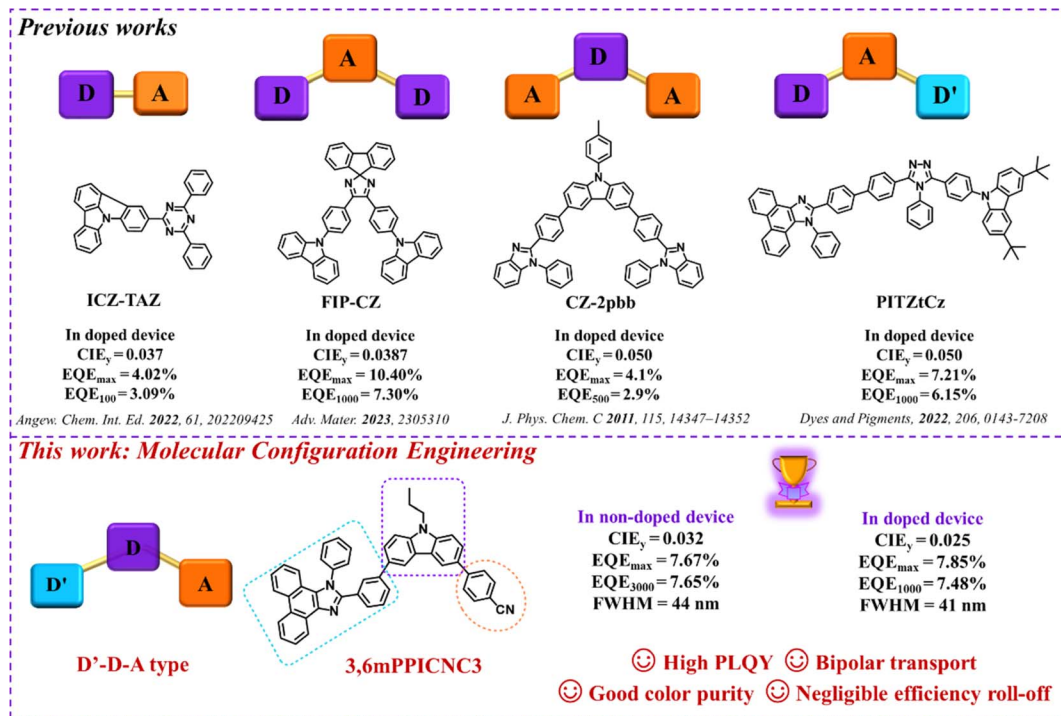 Previous works
D A
D A D
A D A
D A D'
N N N N
N N N N
N N N N N
N N N-N N N
ICZ-TAZ
In doped device
CIEy = 0.037
EQEmax = 4.02%
EQE100 = 3.09%
Angew. Chem. Int. Ed. 2022, 61, 202209425
FIP-CZ
In doped device
CIEy = 0.0387
EQEmax = 10.40%
EQE1000 = 7.30%
Adv. Mater. 2023, 2305310
CZ-2pbb
In doped device
CIEy = 0.050
EQEmax = 4.1%
EQE500 = 2.9%
J. Phys. Chem. C 2011, 115, 14347–14352
PITZtCz
In doped device
CIEy = 0.050
EQEmax = 7.21%
EQE1000 = 6.15%
Dyes and Pigments, 2022, 206, 0143-7208
This work: Molecular Configuration Engineering
D' D A
D'-D-A type
N N N CN
3,6mPPICNC3
In non-doped device
CIEy = 0.032
EQEmax = 7.67%
EQE3000 = 7.65%
FWHM = 44 nm
In doped device
CIEy = 0.025
EQEmax = 7.85%
EQE1000 = 7.48%
FWHM = 41 nm
High PLQY Bipolar transport
Good color purity Negligible efficiency roll-off